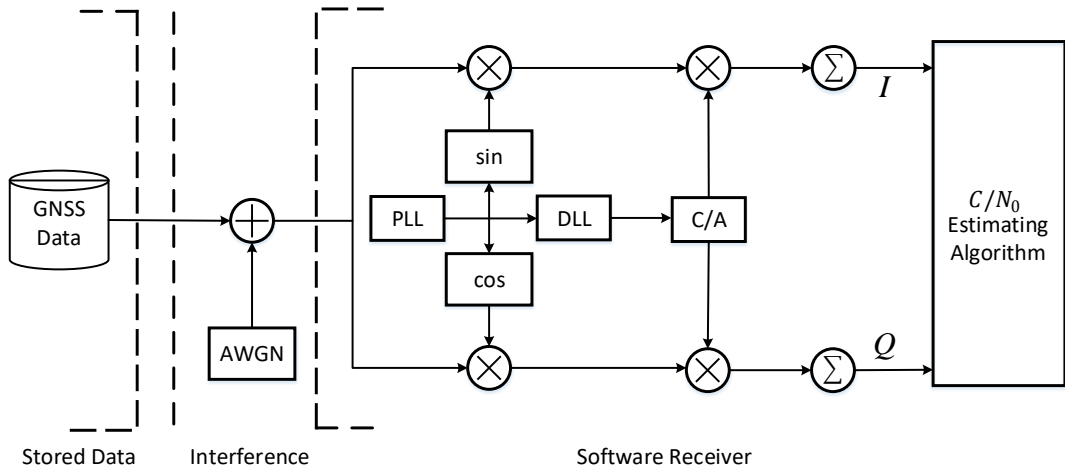 GNSS
Data
AWGN
sin
PLL
DLL
C/A
cos
Σ
I
Σ
Q
C/N₀
Estimating
Algorithm
Stored Data
Interference
Software Receiver